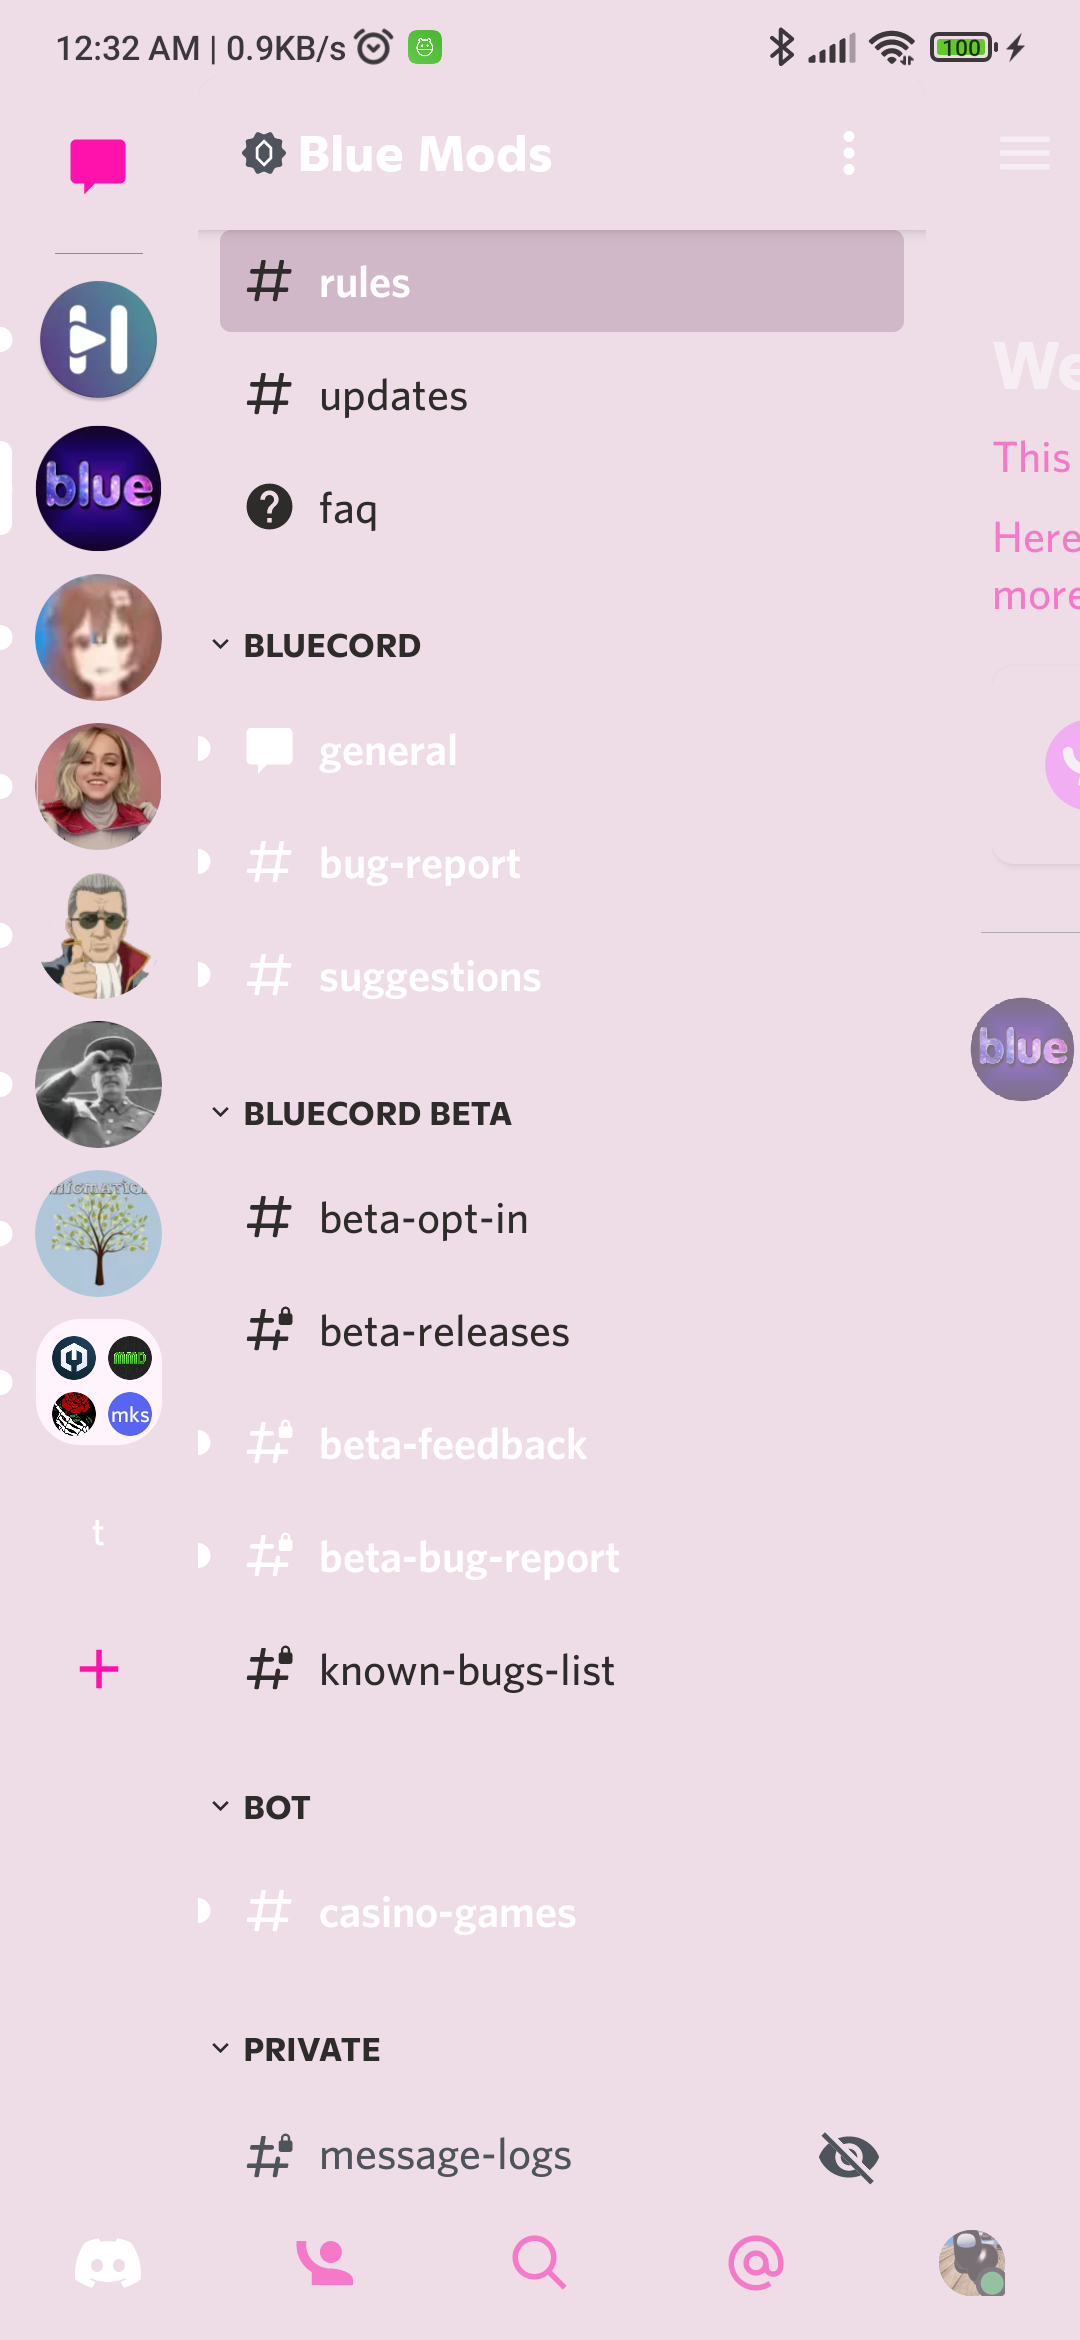 12:32 AM | 0.9KB/s
100
Blue Mods
rules
updates
faq
BLUECORD
general
bug-report
suggestions
BLUECORD BETA
beta-opt-in
beta-releases
beta-feedback
beta-bug-report
known-bugs-list
BOT
casino-games
PRIVATE
message-logs
blue
mks
t
We
This
Here
more
blue